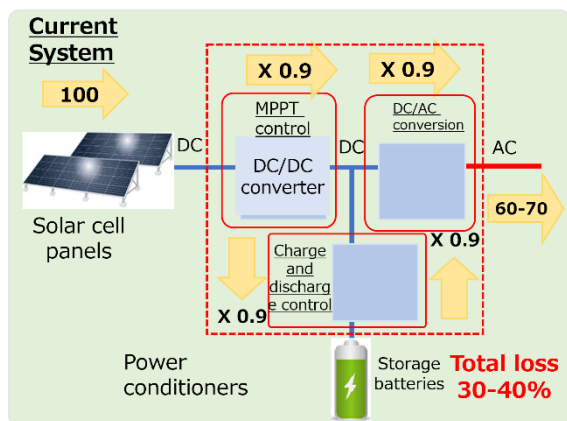 Current
System
100
X 0.9
X 0.9
MPPT
control
DC/AC
conversion
DC
DC/DC
converter
DC
AC
Solar cell
panels
60-70
Charge
and
discharg
e control
X 0.9
X 0.9
Power
conditioners
Storage
batteries
Total loss
30-40%